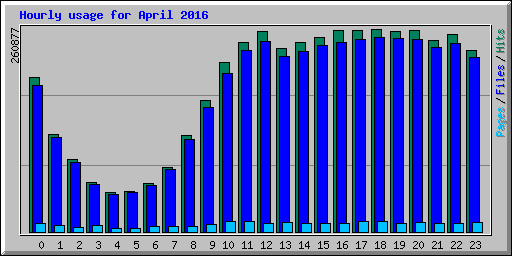 Hourly usage for April 2016
260877
Pages / Files / Hits
0 1 2 3 4 5 6 7 8 9 10 11 12 13 14 15 16 17 18 19 20 21 22 23